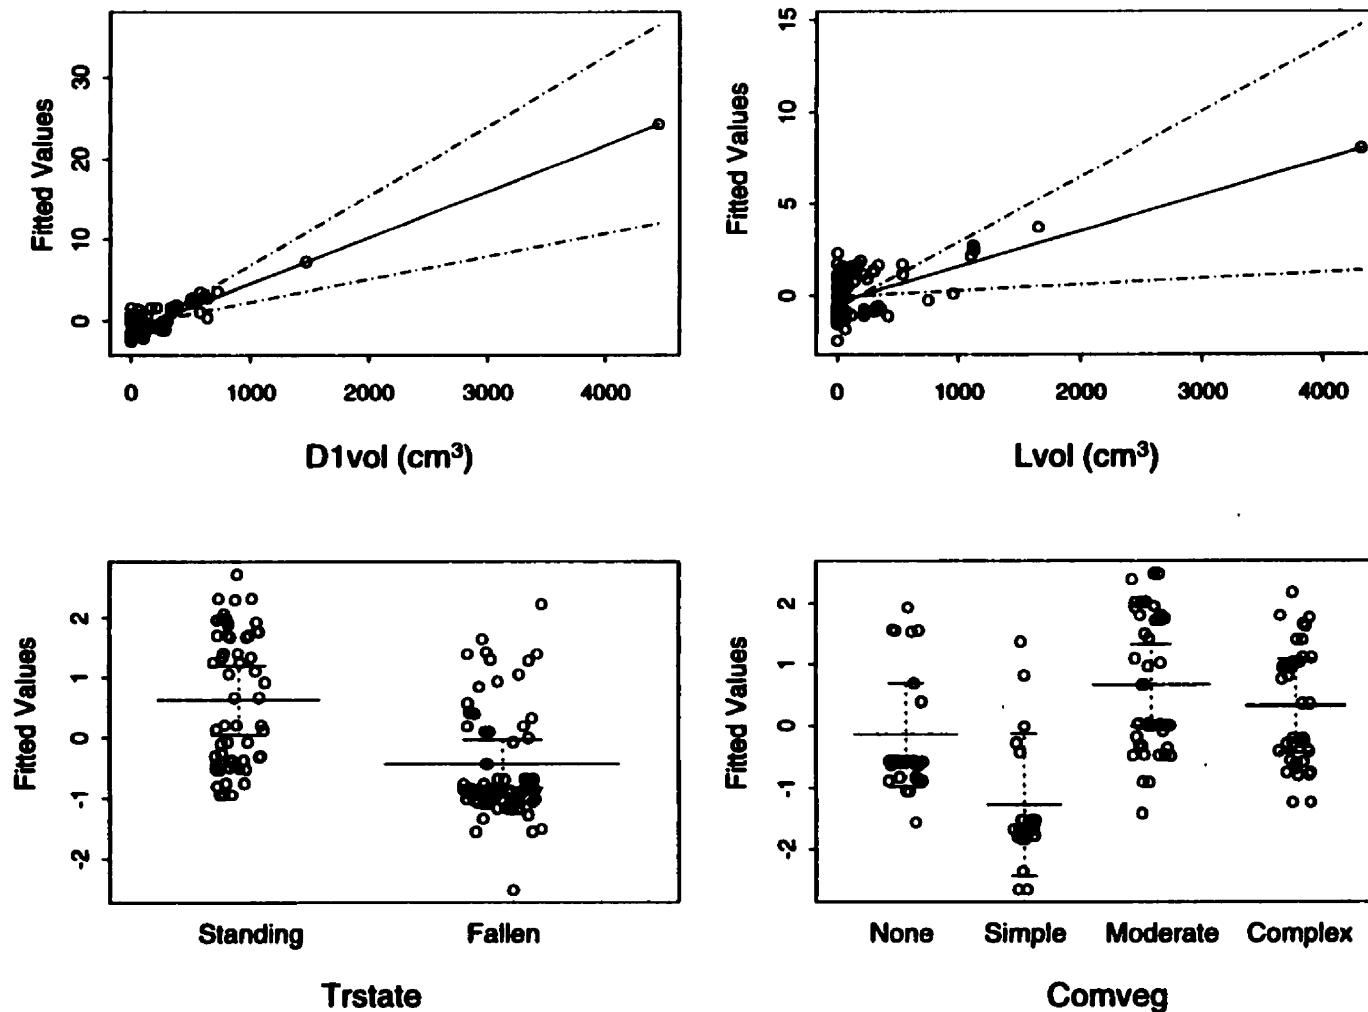 Fitted Values
30
20
10
0
0 1000 2000 3000 4000
D1vol (cm³)
Fitted Values
15
10
5
0
0 1000 2000 3000 4000
Lvol (cm³)
Fitted Values
2
1
0
-1
-2
Standing Fallen
Trstate
Fitted Values
2
1
0
-1
-2
None Simple Moderate Complex
Comveg